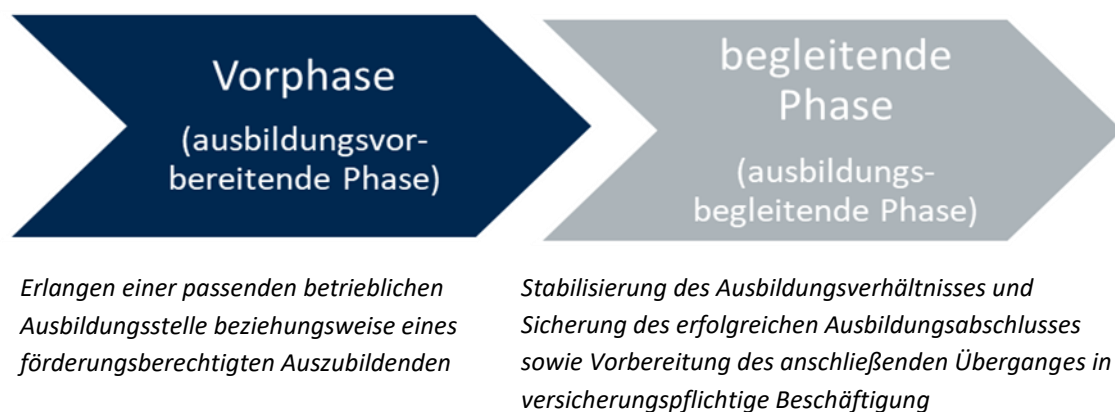 Vorphase
(ausbildungsvor-
bereitende Phase)
begleitende
Phase
(ausbildungs-
begleitende Phase)
Erlangen einer passenden betrieblichen
Ausbildungsstelle beziehungsweise eines
förderungsberechtigten Auszubildenden
Stabilisierung des Ausbildungsverhältnisses und
Sicherung des erfolgreichen Ausbildungsabschlusses
sowie Vorbereitung des anschließenden Überganges in
versicherungspflichtige Beschäftigung